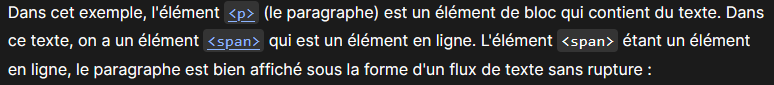 Dans cet exemple, l'élément <p> (le paragraphe) est un élément de bloc qui contient du texte. Dans
ce texte, on a un élément <span> qui est un élément en ligne. L'élément <span> étant un élément
en ligne, le paragraphe est bien affiché sous la forme d'un flux de texte sans rupture :